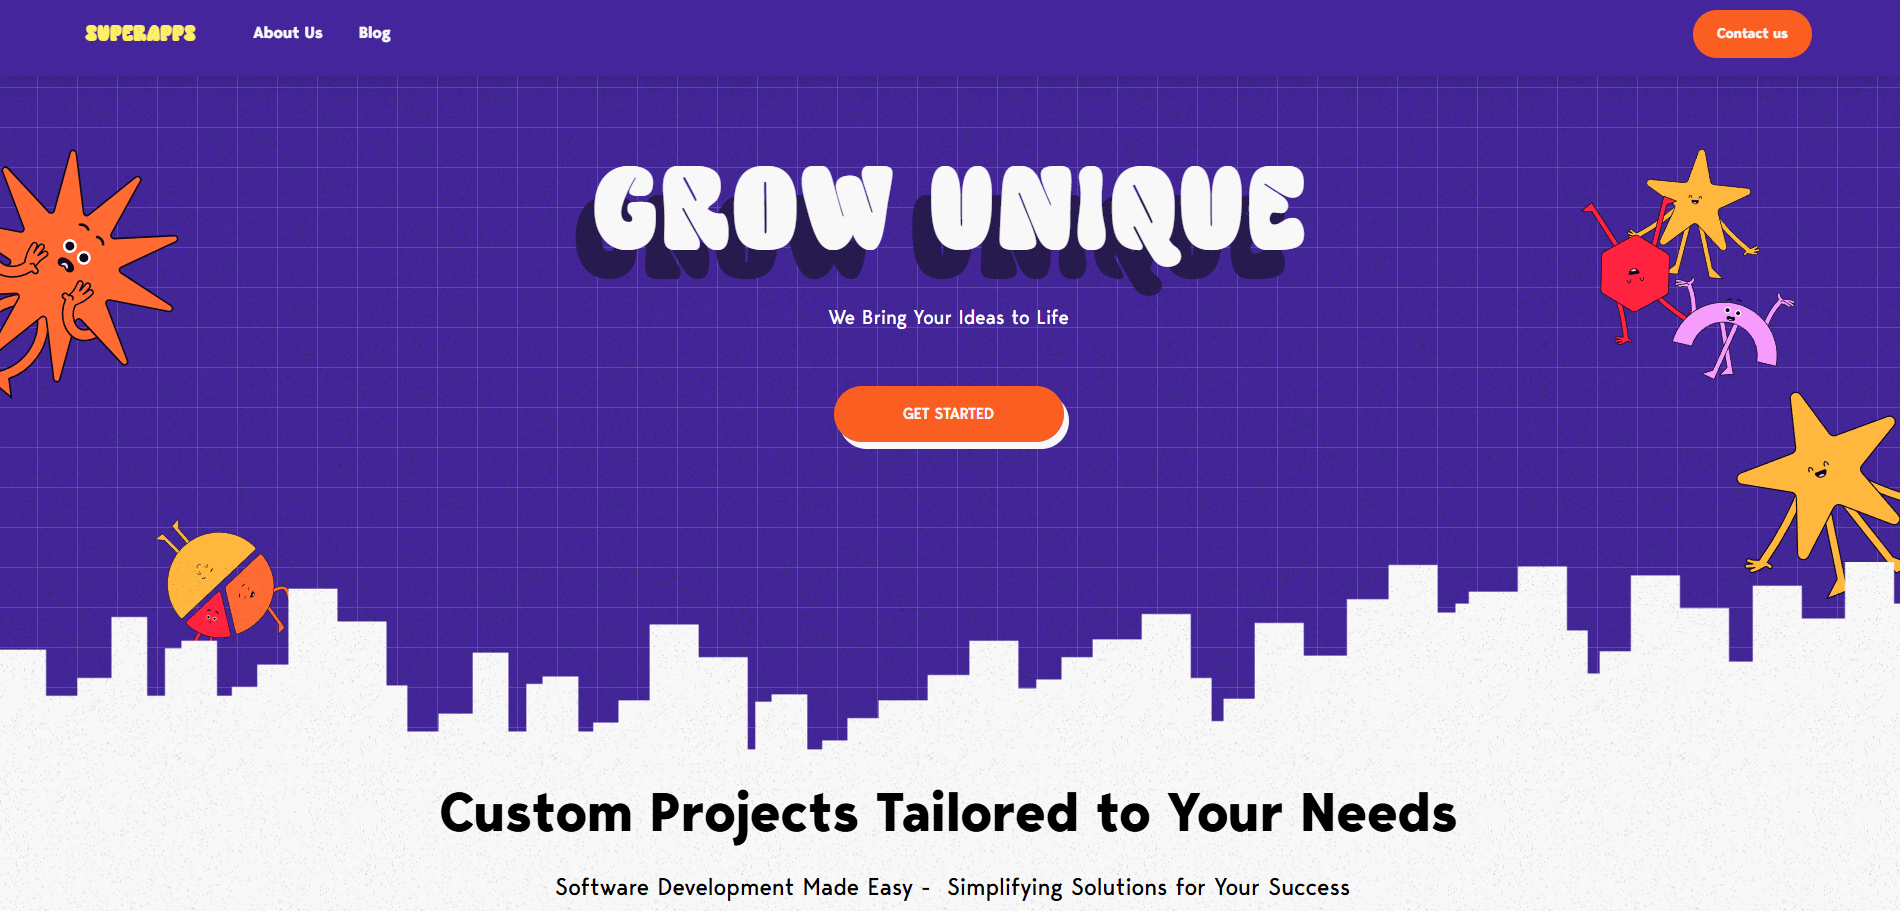 SUPERAPPS
About Us
Blog
Contact us
GROW UNIQUE
We Bring Your Ideas to Life
GET STARTED
Custom Projects Tailored to Your Needs
Software Development Made Easy -  Simplifying Solutions for Your Success